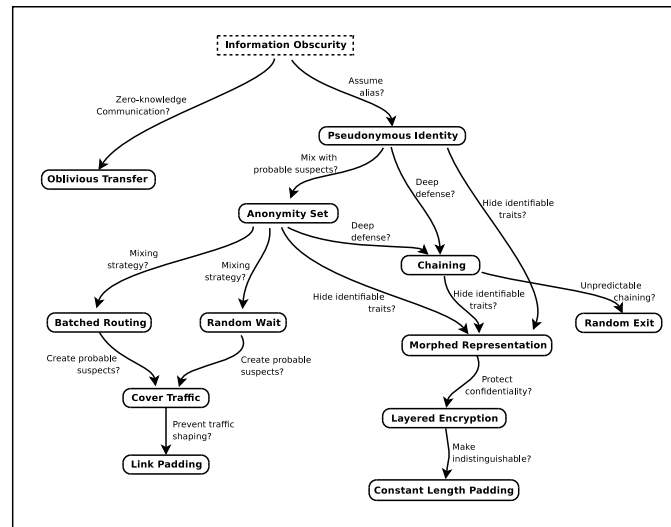 Information Obscurity
Zero-knowledge
Communication?
Assume
alias?
Pseudonymous Identity
Oblivious Transfer
Mix with
probable suspects?
Deep
defense?
Hide identifiable
traits?
Anonymity Set
Deep
defense?
Chaining
Mixing
strategy?
Mixing
strategy?
Hide identifiable
traits?
Hide identifiable
traits?
Unpredictable
chaining?
Batched Routing
Random Wait
Random Exit
Morphed Representation
Create probable
suspects?
Create probable
suspects?
Protect
confidentiality?
Cover Traffic
Layered Encryption
Prevent traffic
shaping?
Make
indistinguishable?
Link Padding
Constant Length Padding